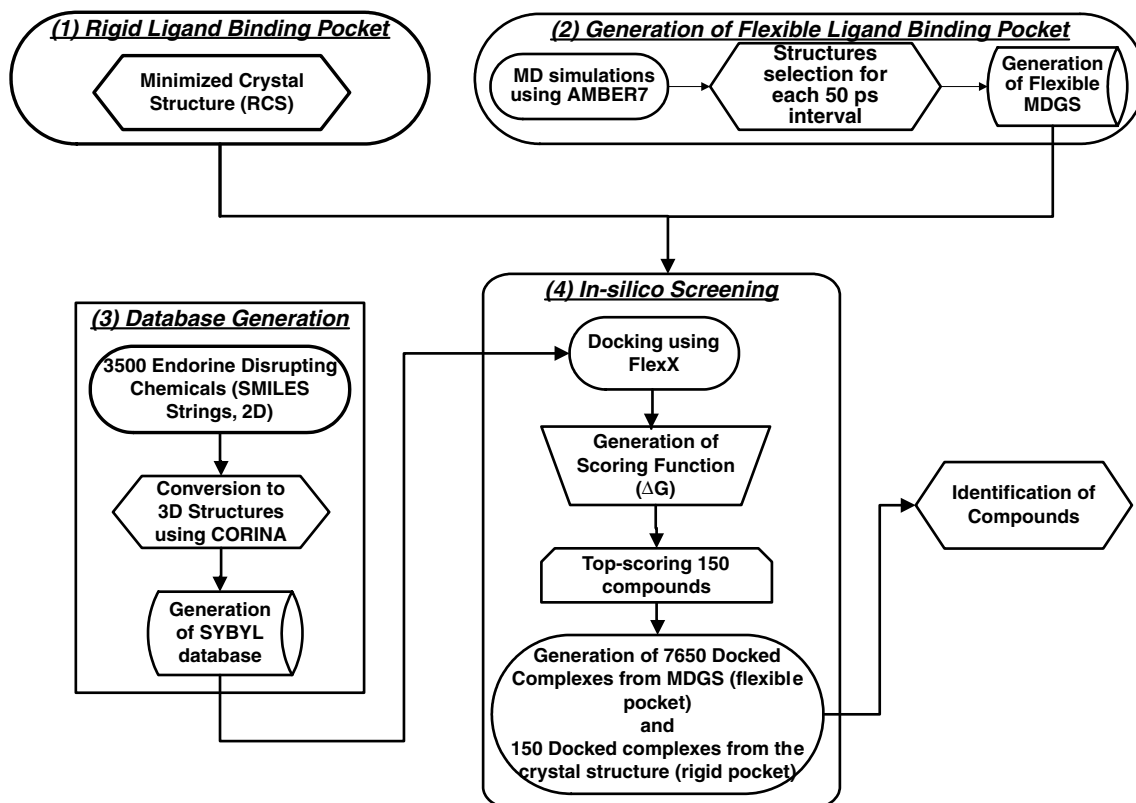 (1) Rigid Ligand Binding Pocket
Minimized Crystal
Structure (RCS)
(2) Generation of Flexible Ligand Binding Pocket
MD simulations
using AMBER7
Structures
selection for
each 50 ps
interval
Generation
of Flexible
MDGS
(3) Database Generation
3500 Endorine Disrupting
Chemicals (SMILES
Strings, 2D)
Conversion to
3D Structures
using CORINA
Generation
of SYBYL
database
(4) In-silico Screening
Docking using
FlexX
Generation of
Scoring Function
(ΔG)
Top-scoring 150
compounds
Generation of 7650 Docked
Complexes from MDGS (flexible
pocket)
and
150 Docked complexes from the
crystal structure (rigid pocket)
Identification of
Compounds